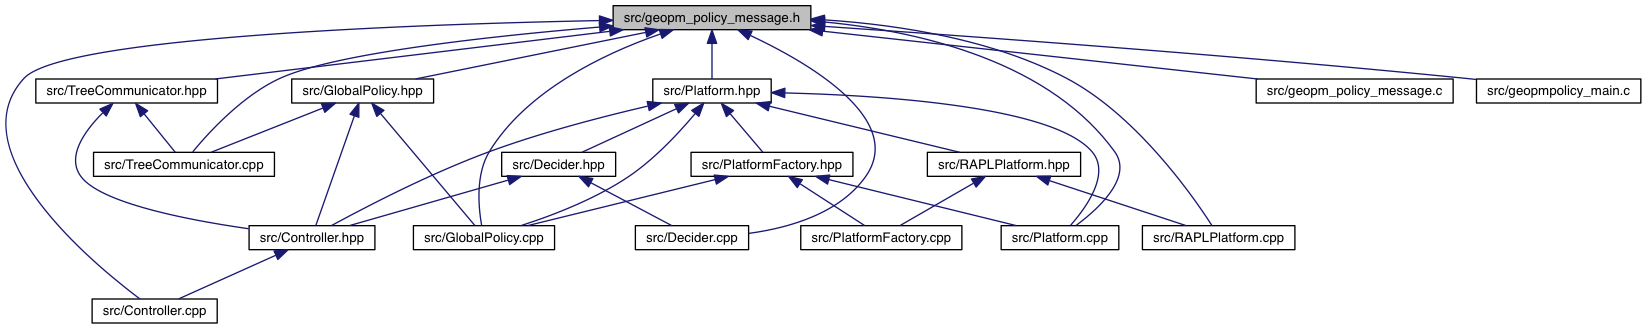 src/geopm_policy_message.h
src/TreeCommunicator.hpp
src/GlobalPolicy.hpp
src/Platform.hpp
src/geopm_policy_message.c
src/geopmpolicy_main.c
src/TreeCommunicator.cpp
src/Decider.hpp
src/PlatformFactory.hpp
src/RAPLPlatform.hpp
src/Controller.hpp
src/GlobalPolicy.cpp
src/Decider.cpp
src/PlatformFactory.cpp
src/Platform.cpp
src/RAPLPlatform.cpp
src/Controller.cpp